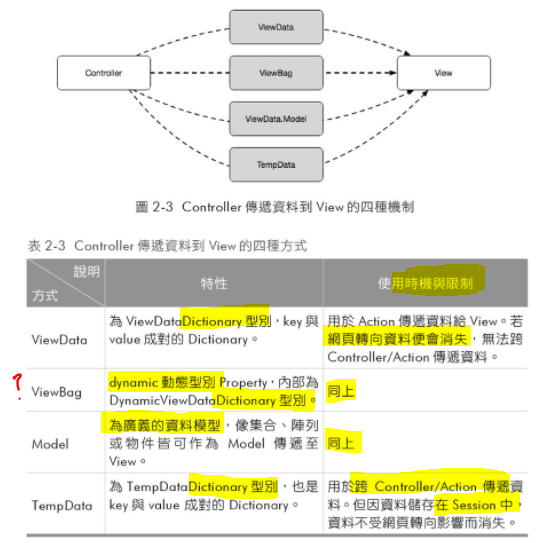 ViewData
Controller
ViewBag
View
ViewData.Model
TempData
圖 2-3 Controller 傳遞資料到 View 的四種機制
表 2-3 Controller 傳遞資料到 View 的四種方式
說明
方式
特性
使用時機與限制
ViewData
為 ViewDataDictionary 型別,key 與
value 成對的 Dictionary。
用於 Action 傳遞資料給 View。若
網頁轉向資料便會消失,無法跨
Controller/Action 傳遞資料。
?
ViewBag
dynamic 動態型別 Property,內部為
DynamicViewDataDictionary 型別。
同上
Model
為廣義的資料模型,像集合、陣列
或物件皆可作為 Model 傳遞至
View。
同上
TempData
為 TempDataDictionary 型別,也是
key 與 value 成對的 Dictionary。
用於跨 Controller/Action 傳遞資
料。但因資料儲存在 Session 中,
資料不受網頁轉向影響而消失。